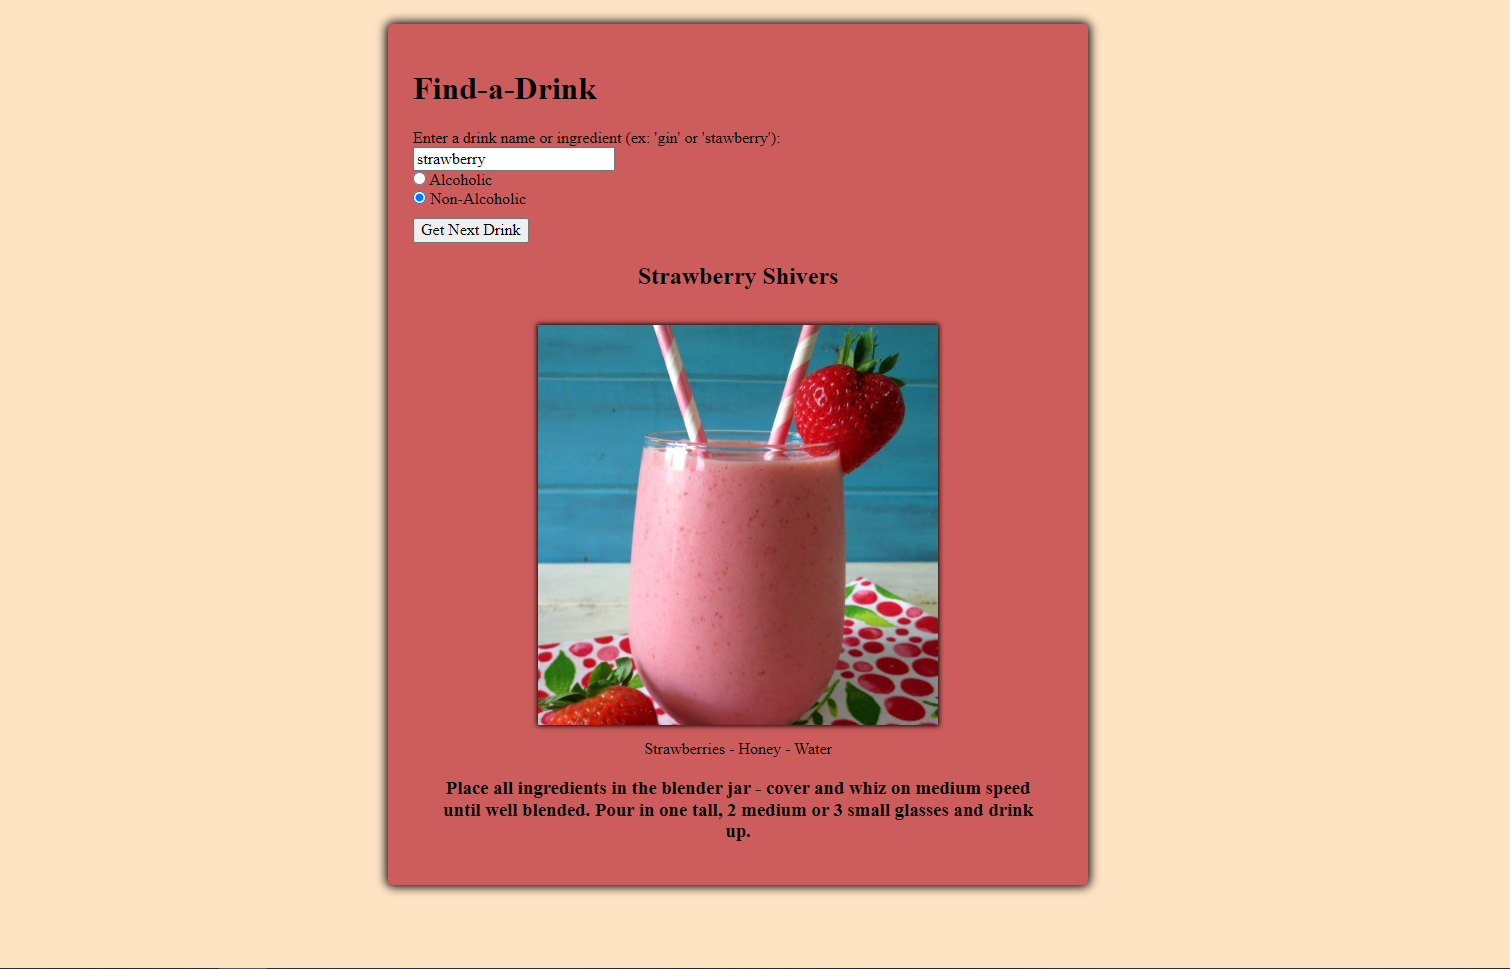 Find-a-Drink
Enter a drink name or ingredient (ex: 'gin' or 'stawberry'):
strawberry
Alcoholic
Non-Alcoholic
Get Next Drink
Strawberry Shivers
Strawberries - Honey - Water
Place all ingredients in the blender jar - cover and whiz on medium speed
until well blended. Pour in one tall, 2 medium or 3 small glasses and drink
up.